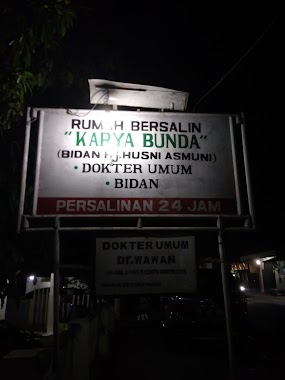 RUMAH BERSALIN
"KARYA BUNDA"
(BIDAN Hj.HUSNI ASMUNI)
• DOKTER UMUM
• BIDAN
PERSALINAN 24 JAM
DOKTER UMUM
Dr.WAWAN